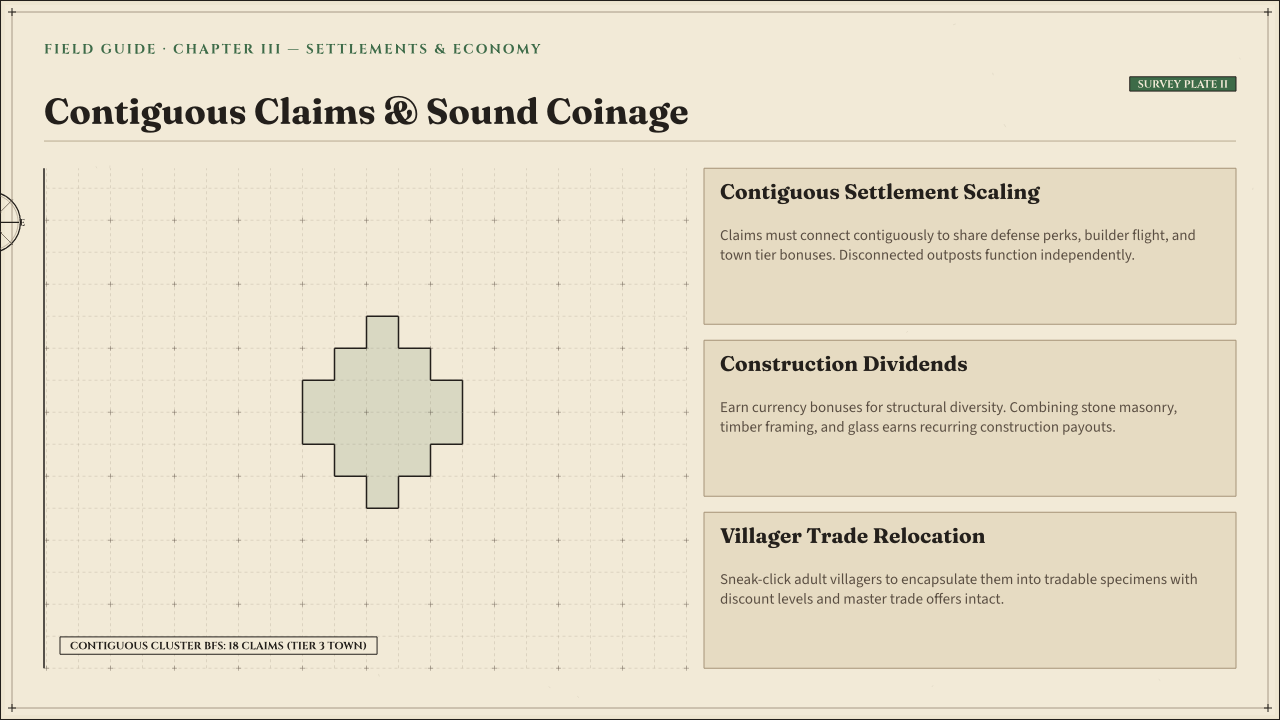 FIELD GUIDE · CHAPTER III — SETTLEMENTS & ECONOMY
SURVEY PLATE II
Contiguous Claims & Sound Coinage
E
Contiguous Settlement Scaling
Claims must connect contiguously to share defense perks, builder flight, and
town tier bonuses. Disconnected outposts function independently.
Construction Dividends
Earn currency bonuses for structural diversity. Combining stone masonry,
timber framing, and glass earns recurring construction payouts.
Villager Trade Relocation
Sneak-click adult villagers to encapsulate them into tradable specimens with
discount levels and master trade offers intact.
CONTIGUOUS CLUSTER BFS: 18 CLAIMS (TIER 3 TOWN)